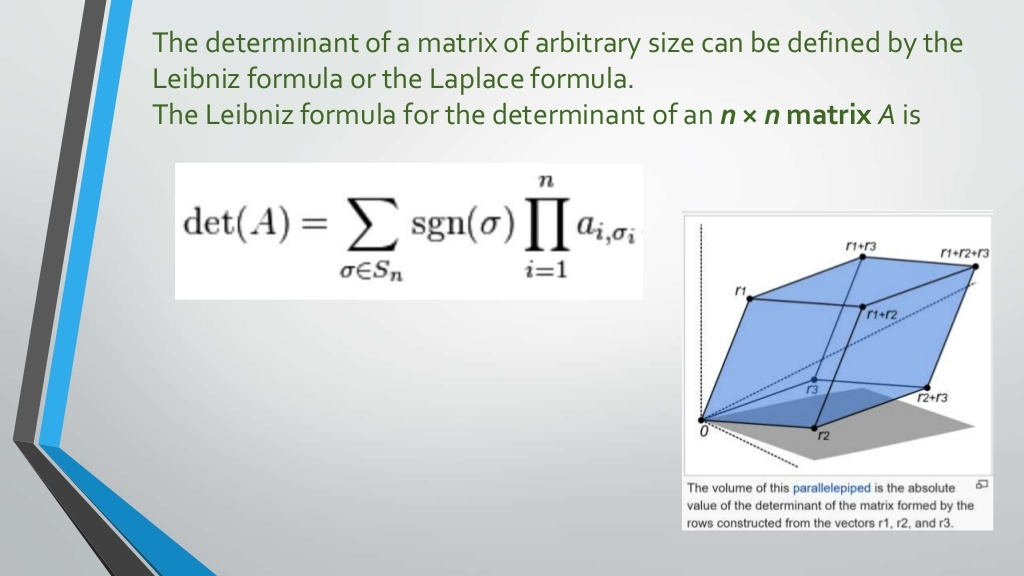 The determinant of a matrix of arbitrary size can be defined by the
Leibniz formula or the Laplace formula.
The Leibniz formula for the determinant of an n × n matrix A is
det(A) = ∑_{σ∈S_n} sgn(σ) ∏_{i=1}^{n} a_{i,σ_i}
r1+r3
r1+r2+r3
r1
r1+r2
r3
r2+r3
0
r2
The volume of this parallelepiped is the absolute
value of the determinant of the matrix formed by the
rows constructed from the vectors r1, r2, and r3.